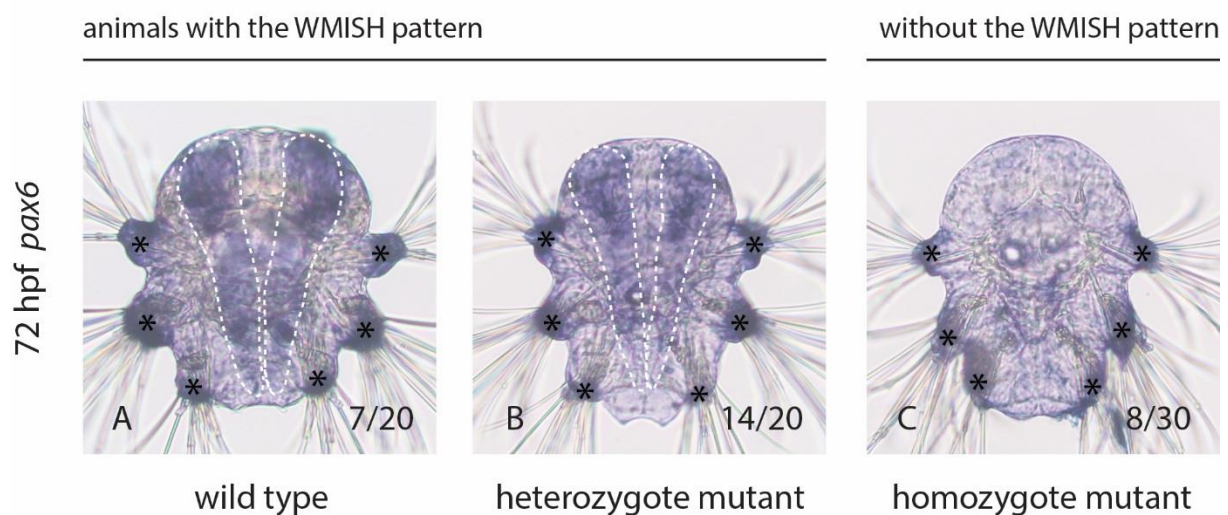 animals with the WMISH pattern
without the WMISH pattern
72 hpf pax6
* * * * * *
A 7/20
* * * * * *
B 14/20
* * * * * *
C 8/30
wild type
heterozygote mutant
homozygote mutant